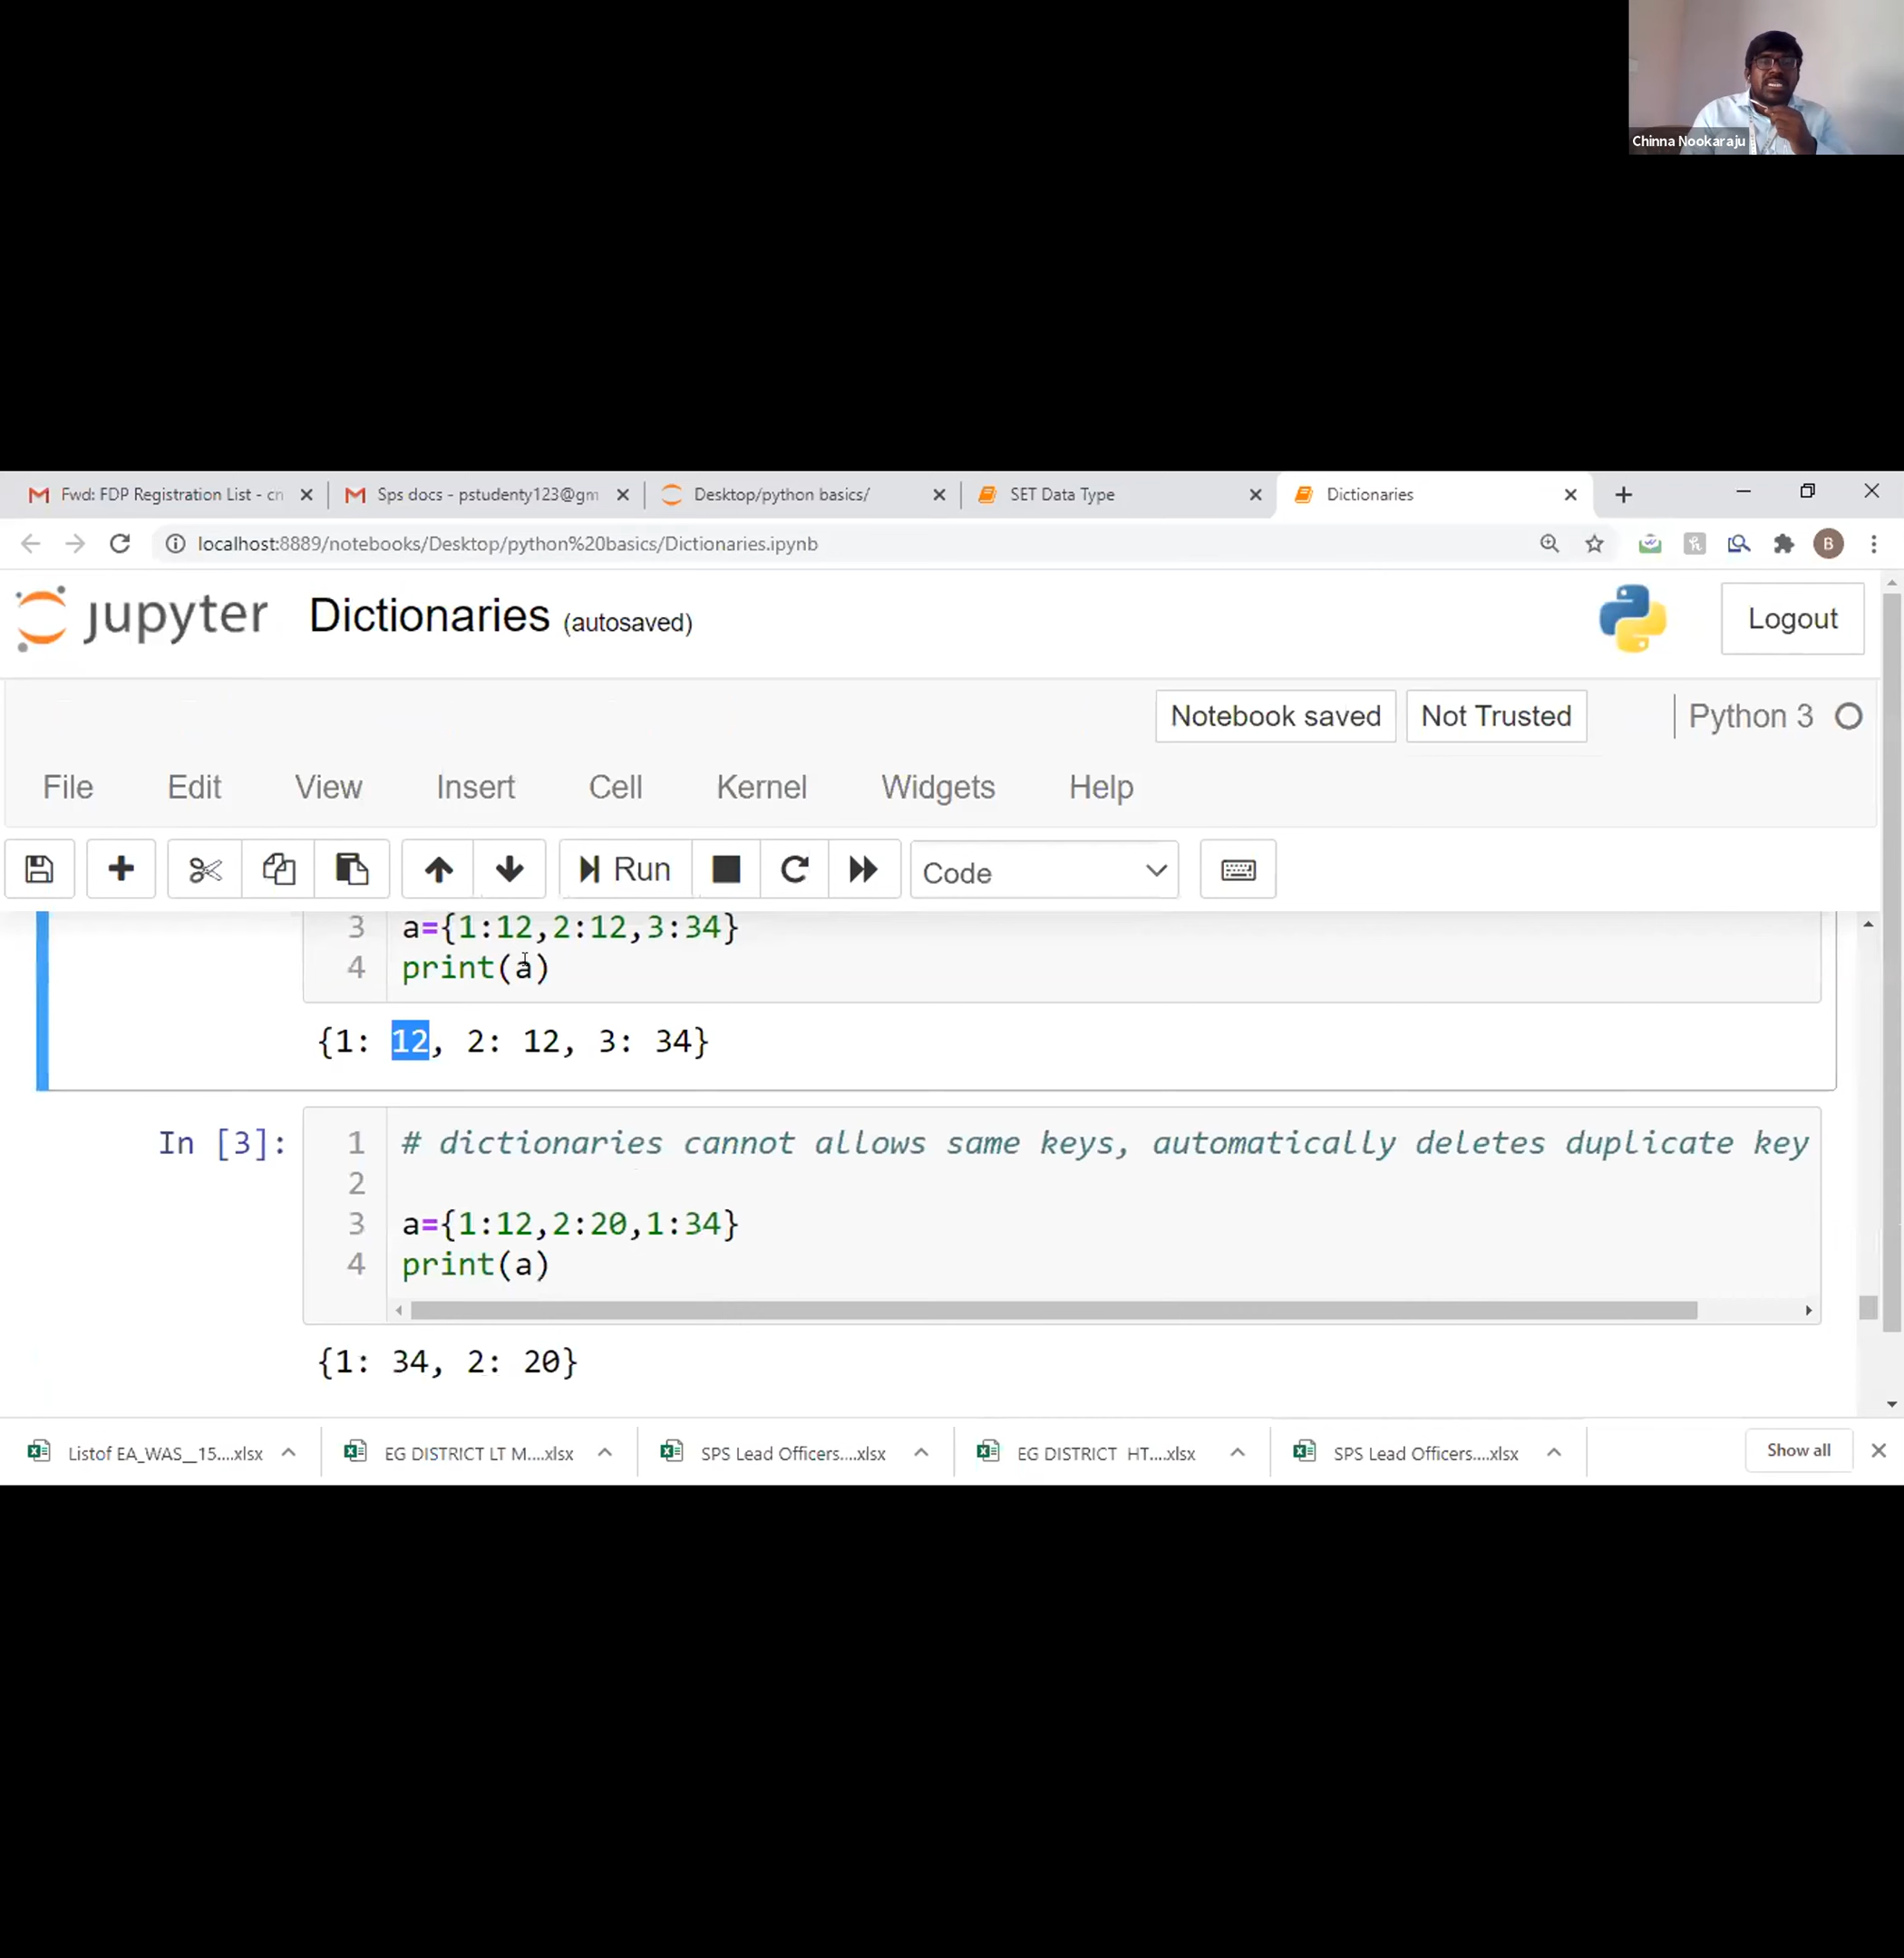 Chinna Nookaraju
Fwd: FDP Registration List - cn
Sps docs - pstudenty123@gm
Desktop/python basics/
SET Data Type
Dictionaries
localhost:8889/notebooks/Desktop/python%20basics/Dictionaries.ipynb
B
jupyter Dictionaries (autosaved)
Logout
Notebook saved Not Trusted Python 3
File Edit View Insert Cell Kernel Widgets Help
Run Code
3 a={1:12,2:12,3:34}
4 print(a)
{1: 12, 2: 12, 3: 34}
In [3]: 1 # dictionaries cannot allows same keys, automatically deletes duplicate key
2
3 a={1:12,2:20,1:34}
4 print(a)
{1: 34, 2: 20}
Listof EA_WAS__15....xlsx
EG DISTRICT LT M....xlsx
SPS Lead Officers....xlsx
EG DISTRICT HT....xlsx
SPS Lead Officers....xlsx
Show all